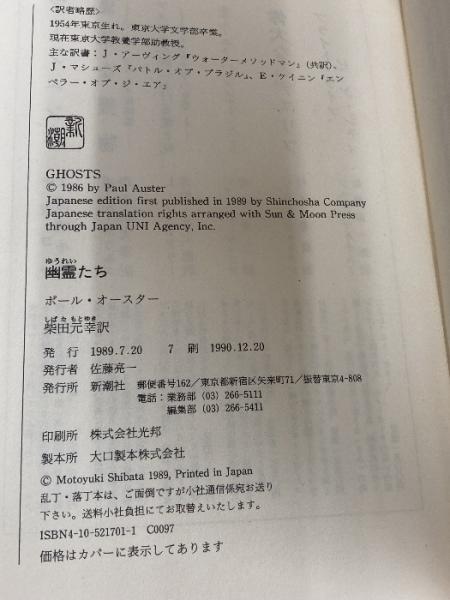 〈訳者略歴〉
1954年東京生れ。東京大学文学部卒業。
現在東京大学教養学部助教授。
主な訳書：J・アーヴィング『ウォーターメソッドマン』（共訳）、
J・マシューズ『バトル・オブ・ブラジル』、E・ケイニン『エン
ペラー・オブ・ジ・エア』
新潮
GHOSTS
© 1986 by Paul Auster
Japanese edition first published in 1989 by Shinchosha Company
Japanese translation rights arranged with Sun & Moon Press
through Japan UNI Agency, Inc.
ゆうれい
幽霊たち
ポール・オースター
しばた もとゆき
柴田元幸訳
発 行 1989.7.20 7 刷 1990.12.20
発行者 佐藤亮一
発行所 新潮社 郵便番号162／東京都新宿区矢来町71／振替東京4-808
電話：業務部 (03) 266-5111
編集部 (03) 266-5411
印刷所 株式会社光邦
製本所 大口製本株式会社
© Motoyuki Shibata 1989, Printed in Japan
乱丁・落丁本は、ご面倒ですが小社通信係宛お送り
下さい。送料小社負担にてお取替えいたします。
ISBN4-10-521701-1 C0097
価格はカバーに表示してあります